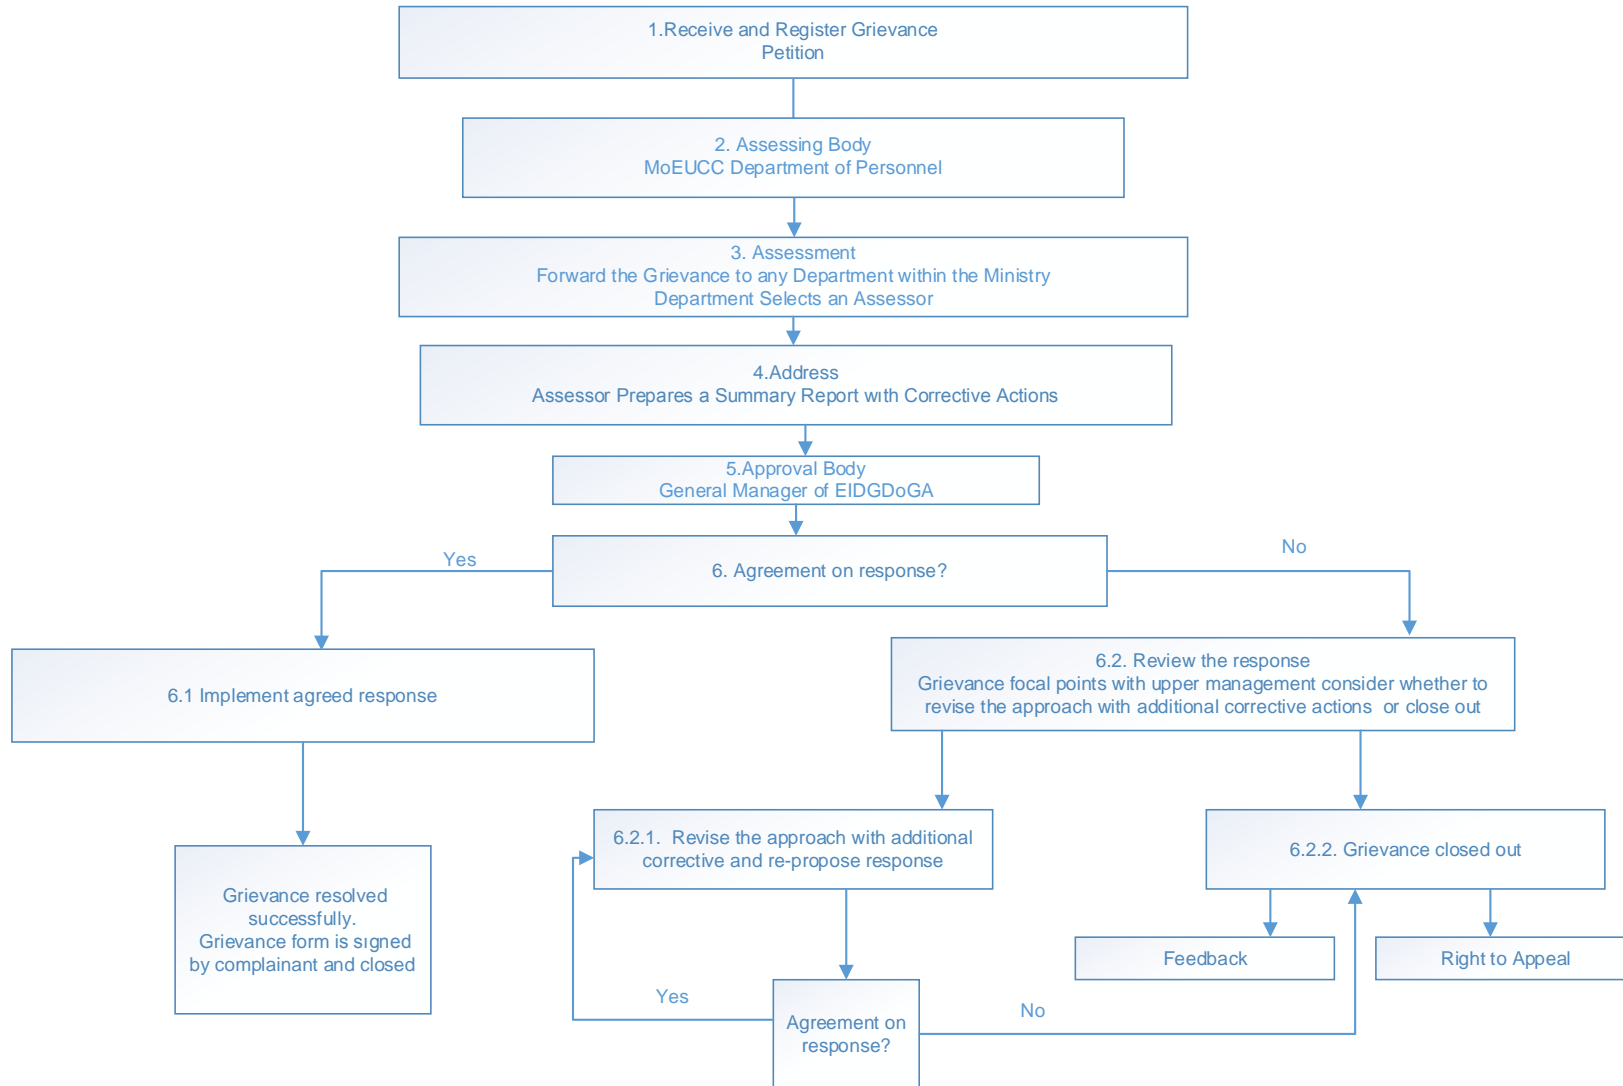 1.Receive and Register Grievance
Petition
2. Assessing Body
MoEUCC Department of Personnel
3. Assessment
Forward the Grievance to any Department within the Ministry
Department Selects an Assessor
4.Address
Assessor Prepares a Summary Report wıth Corrective Actions
5.Approval Body
General Manager of EIDGDoGA
6. Agreement on response?
Yes
No
6.1 Implement agreed response
6.2. Review the response
Grievance focal points with upper management consider whether to
revise the approach with additional corrective actions or close out
Grievance resolved
successfully.
Grievance form is sıgned
by complainant and closed
6.2.1. Revise the approach with additional
corrective and re-propose response
6.2.2. Grievance closed out
Feedback
Right to Appeal
Yes
No
Agreement on
response?